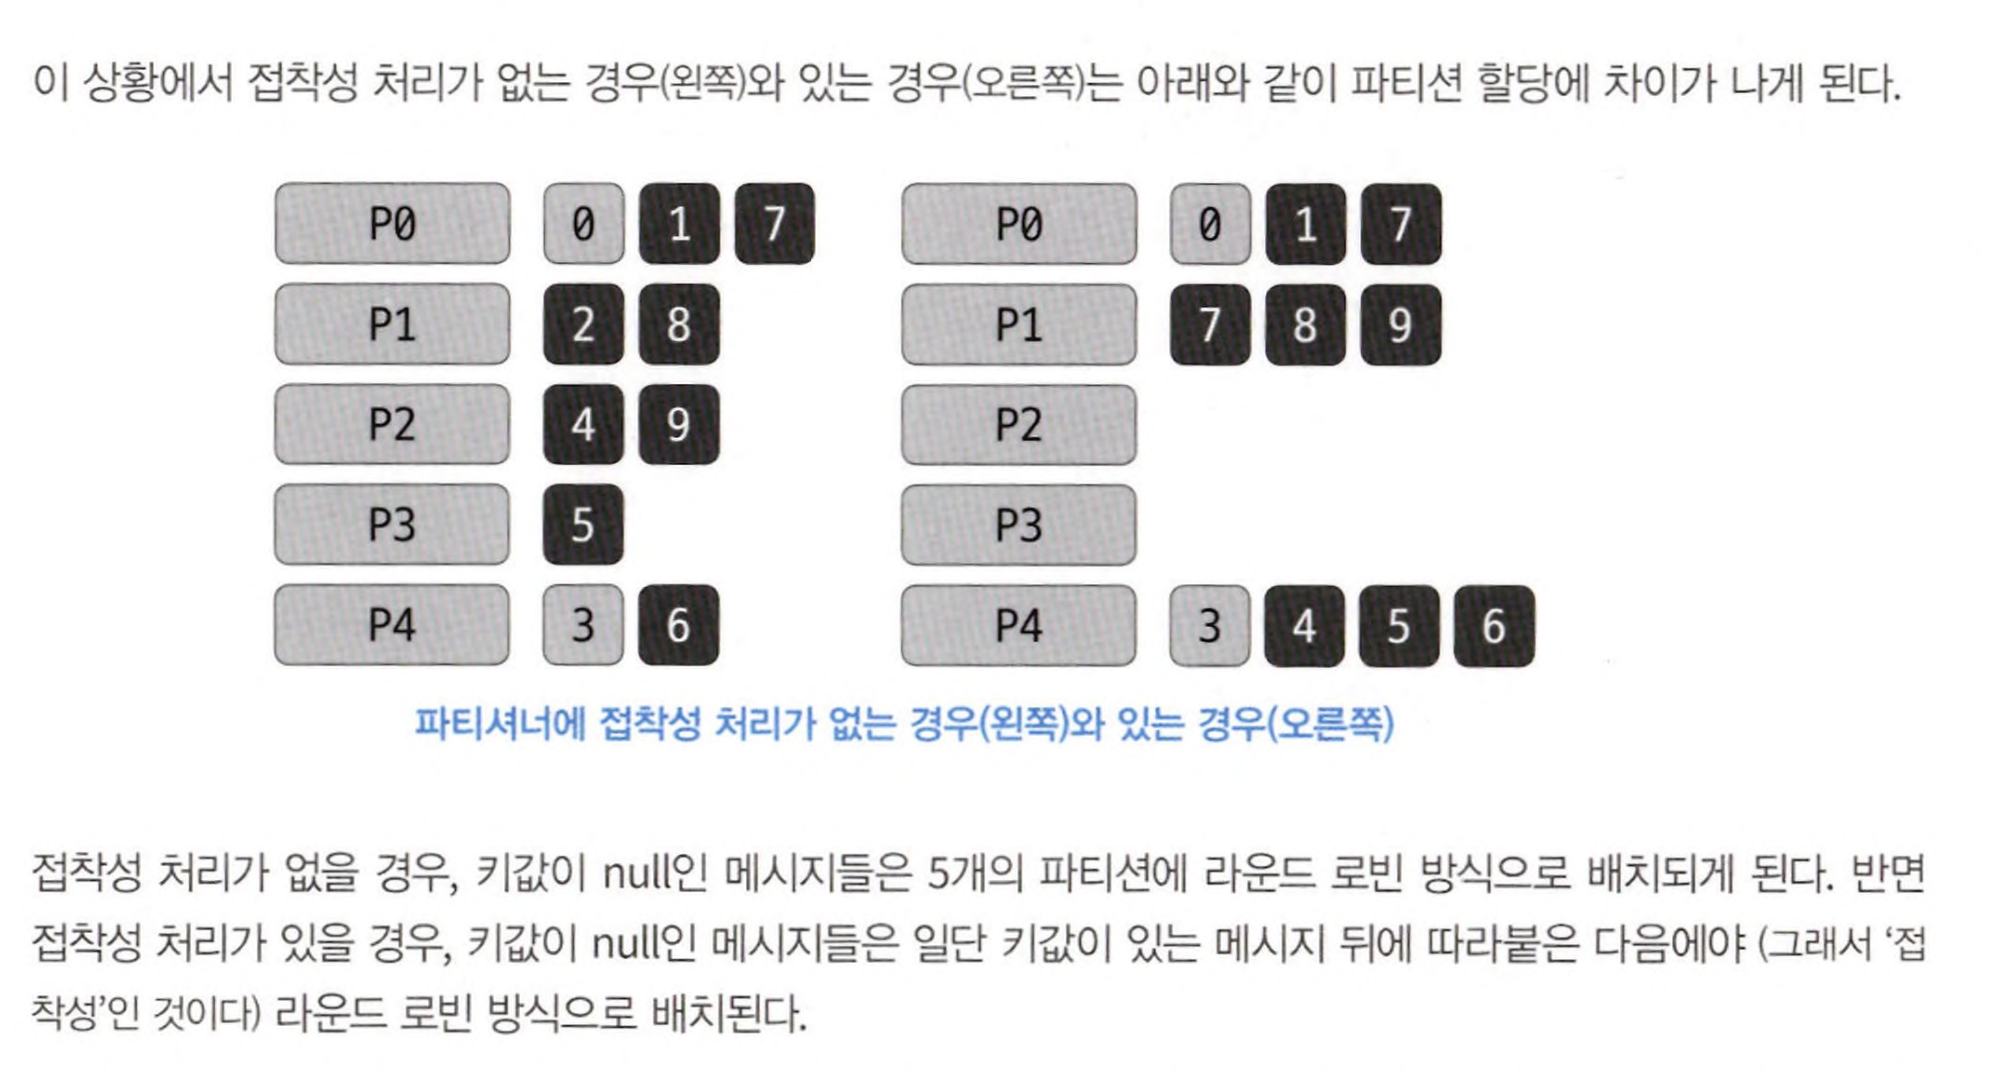 이 상황에서 접착성 처리가 없는 경우(왼쪽)와 있는 경우(오른쪽)는 아래와 같이 파티션 할당에 차이가 나게 된다.
P0 0 1 7 P0 0 1 7
P1 2 8 P1 7 8 9
P2 4 9 P2
P3 5 P3
P4 3 6 P4 3 4 5 6
파티셔너에 접착성 처리가 없는 경우(왼쪽)와 있는 경우(오른쪽)
접착성 처리가 없을 경우, 키값이 null인 메시지들은 5개의 파티션에 라운드 로빈 방식으로 배치되게 된다. 반면
접착성 처리가 있을 경우, 키값이 null인 메시지들은 일단 키값이 있는 메시지 뒤에 따라붙은 다음에야 (그래서 ‘접
착성’인 것이다) 라운드 로빈 방식으로 배치된다.